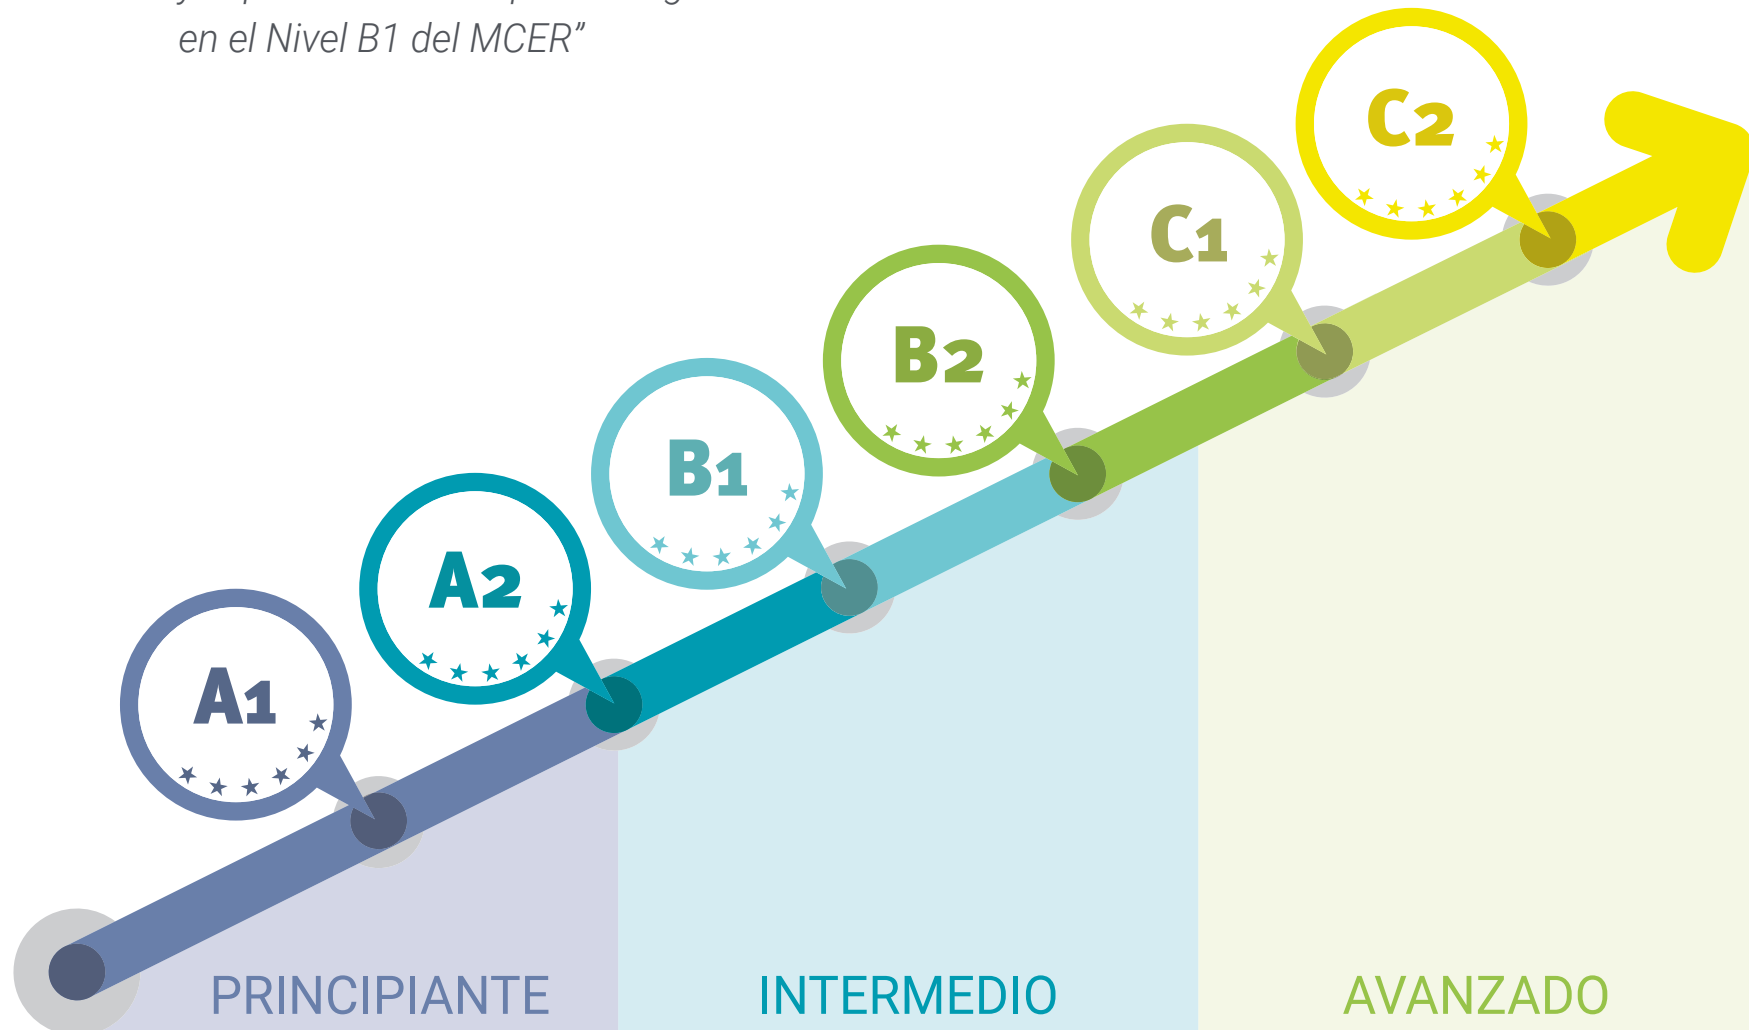 en el Nivel B1 del MCER”
C2
C1
B2
B1
A2
A1
PRINCIPIANTE
INTERMEDIO
AVANZADO